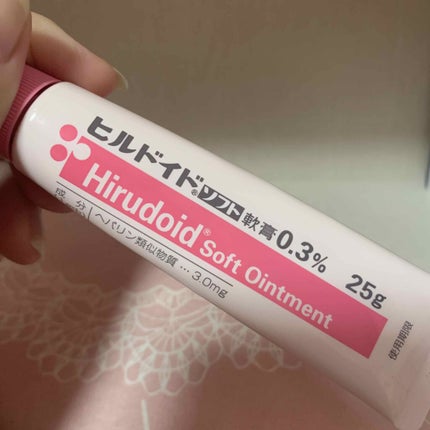 ヒルドイド®ソフト軟膏0.3% 25g
Hirudoid® Soft Ointment
成分 ヘパリン類似物質…3.0mg
使用期限